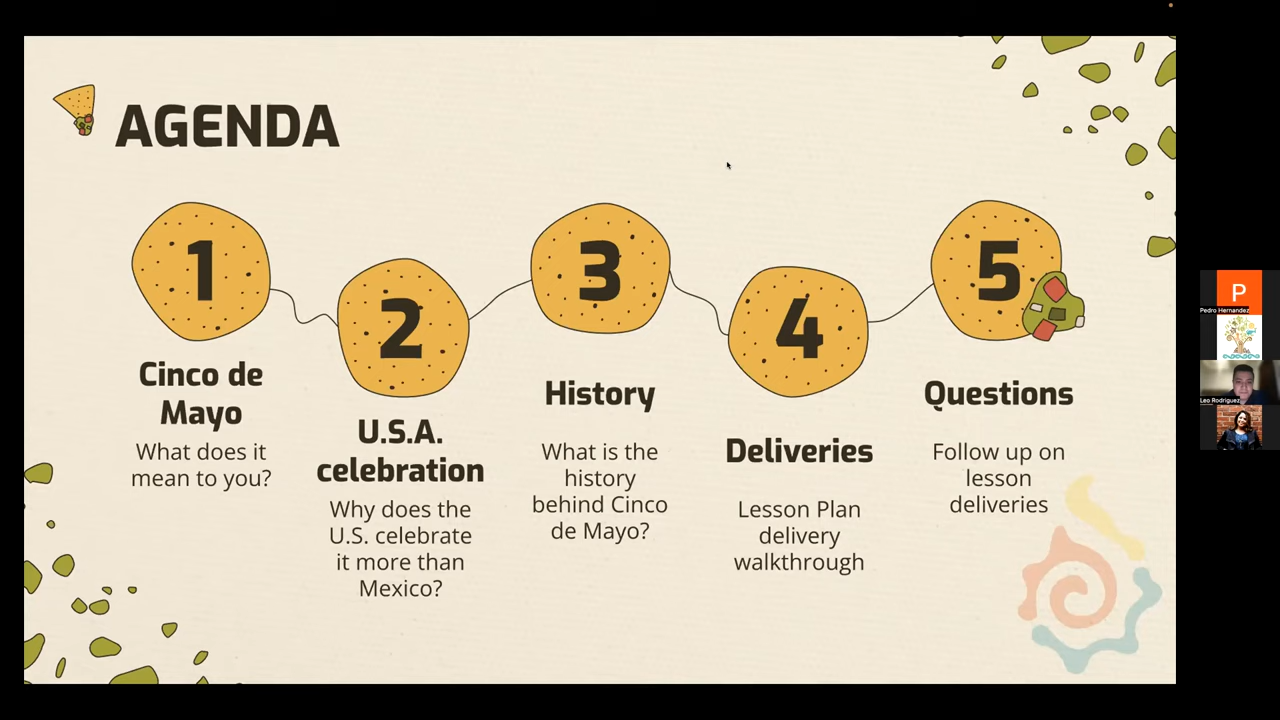 AGENDA
1
Cinco de
Mayo
What does it
mean to you?
2
U.S.A.
celebration
Why does the
U.S. celebrate
it more than
Mexico?
3
History
What is the
history
behind Cinco
de Mayo?
4
Deliveries
Lesson Plan
delivery
walkthrough
5
Questions
Follow up on
lesson
deliveries
P
Pedro Hernandez
Leo Rodriguez